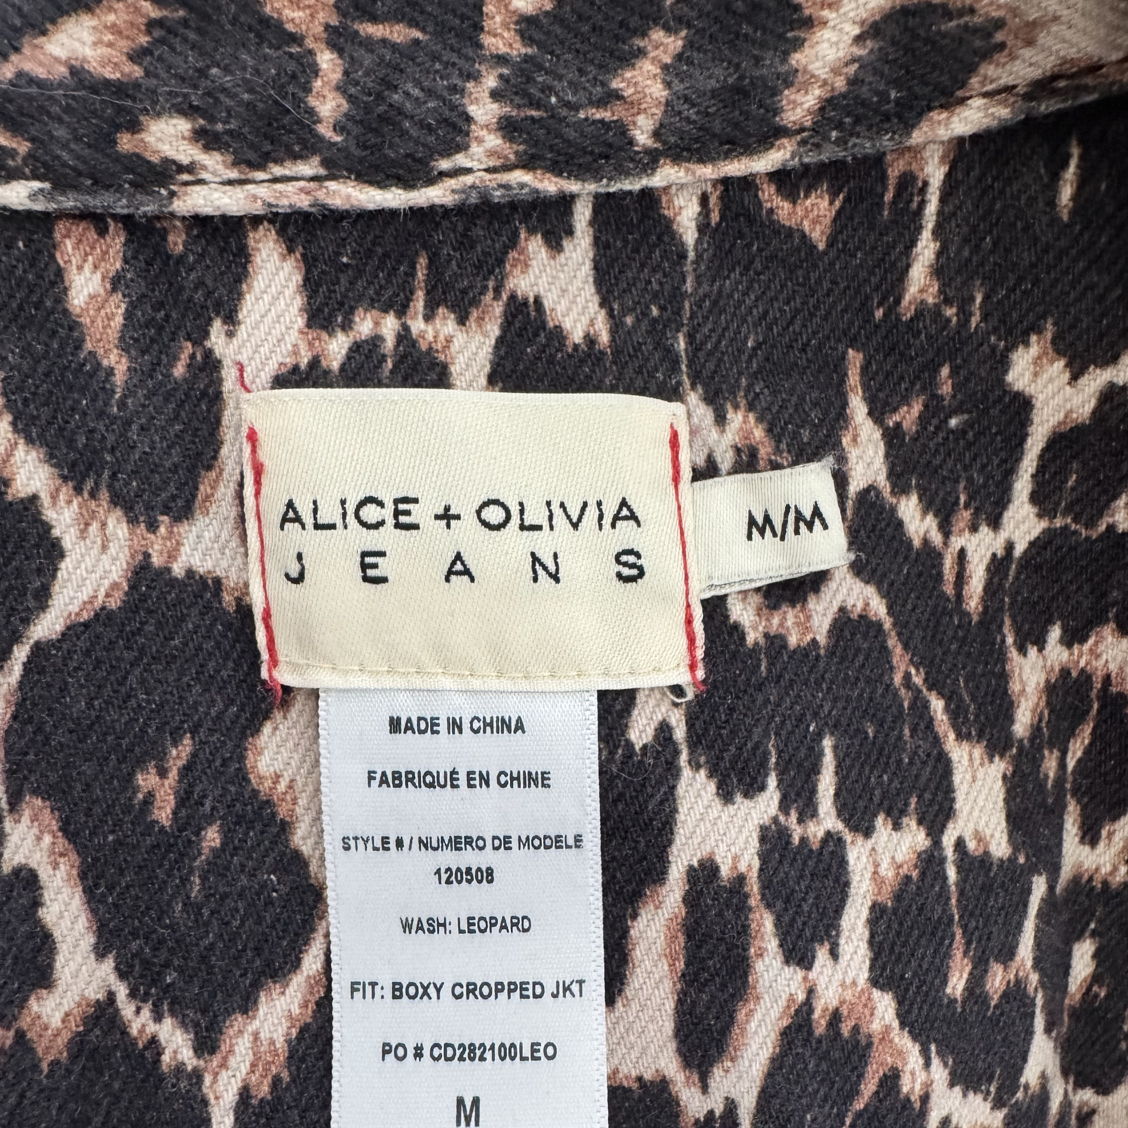 ALICE + OLIVIA
JEANS
M/M
MADE IN CHINA
FABRIQUÉ EN CHINE
STYLE # / NUMERO DE MODELE
120508
WASH: LEOPARD
FIT: BOXY CROPPED JKT
PO # CD282100LEO
M